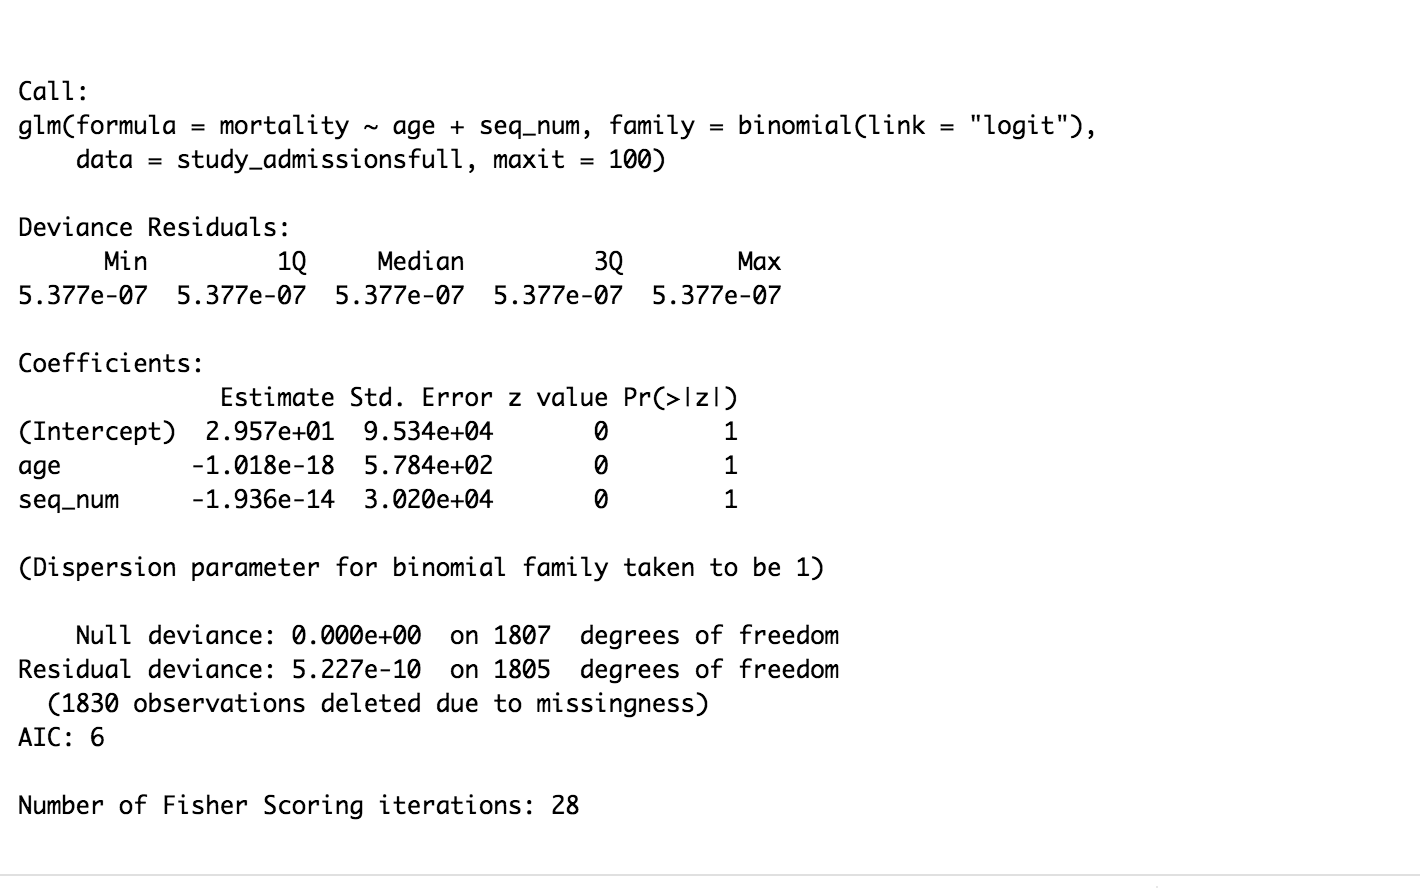 Call:
glm(formula = mortality ~ age + seq_num, family = binomial(link = "logit"),
    data = study_admissionsfull, maxit = 100)
Deviance Residuals:
      Min         1Q     Median         3Q        Max
5.377e-07  5.377e-07  5.377e-07  5.377e-07  5.377e-07
Coefficients:
              Estimate Std. Error z value Pr(>|z|)
(Intercept)  2.957e+01  9.534e+04       0        1
age         -1.018e-18  5.784e+02       0        1
seq_num     -1.936e-14  3.020e+04       0        1
(Dispersion parameter for binomial family taken to be 1)
    Null deviance: 0.000e+00  on 1807  degrees of freedom
Residual deviance: 5.227e-10  on 1805  degrees of freedom
  (1830 observations deleted due to missingness)
AIC: 6
Number of Fisher Scoring iterations: 28